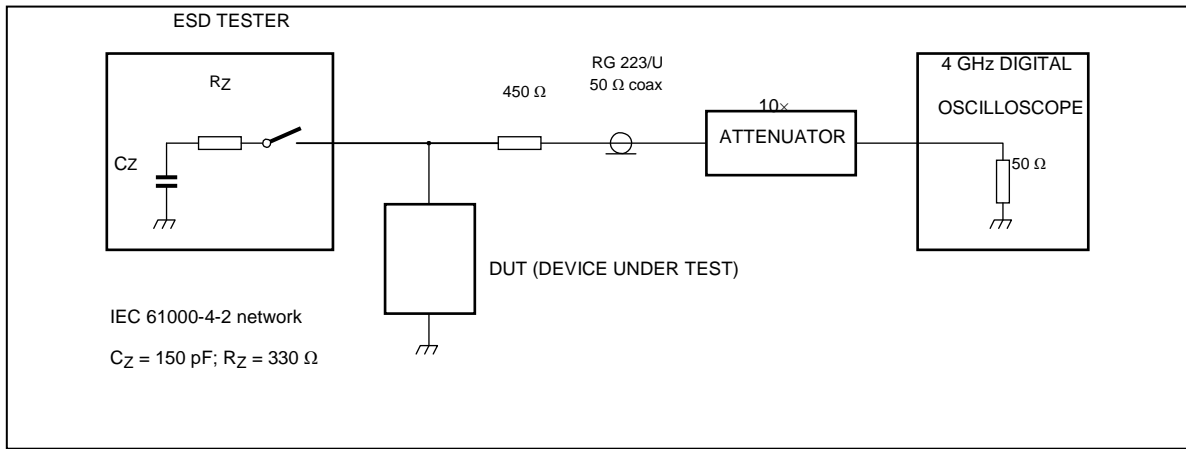 ESD TESTER
RZ
CZ
450 Ω
RG 223/U
50 Ω coax
10×
ATTENUATOR
4 GHz DIGITAL
OSCILLOSCOPE
50 Ω
DUT (DEVICE UNDER TEST)
IEC 61000-4-2 network
CZ = 150 pF; RZ = 330 Ω